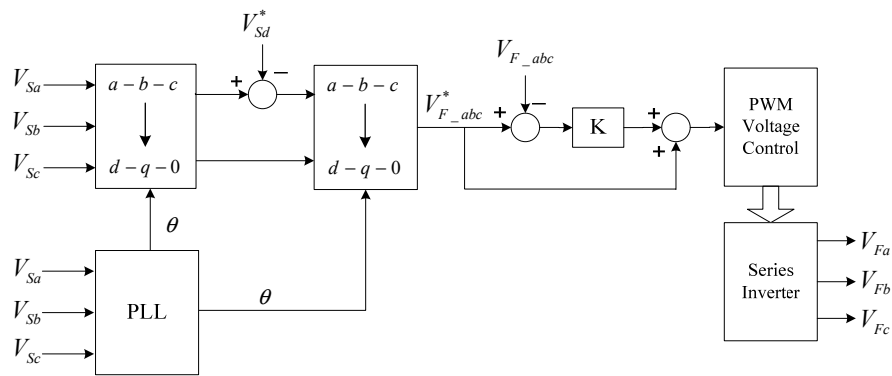 V*Sd
VSa
VSb
VSc
a − b − c
d − q − 0
+
−
a − b − c
d − q − 0
V*F_abc
VF_abc
+
−
K
+
+
PWM
Voltage
Control
θ
θ
VSa
VSb
VSc
PLL
Series
Inverter
VFa
VFb
VFc